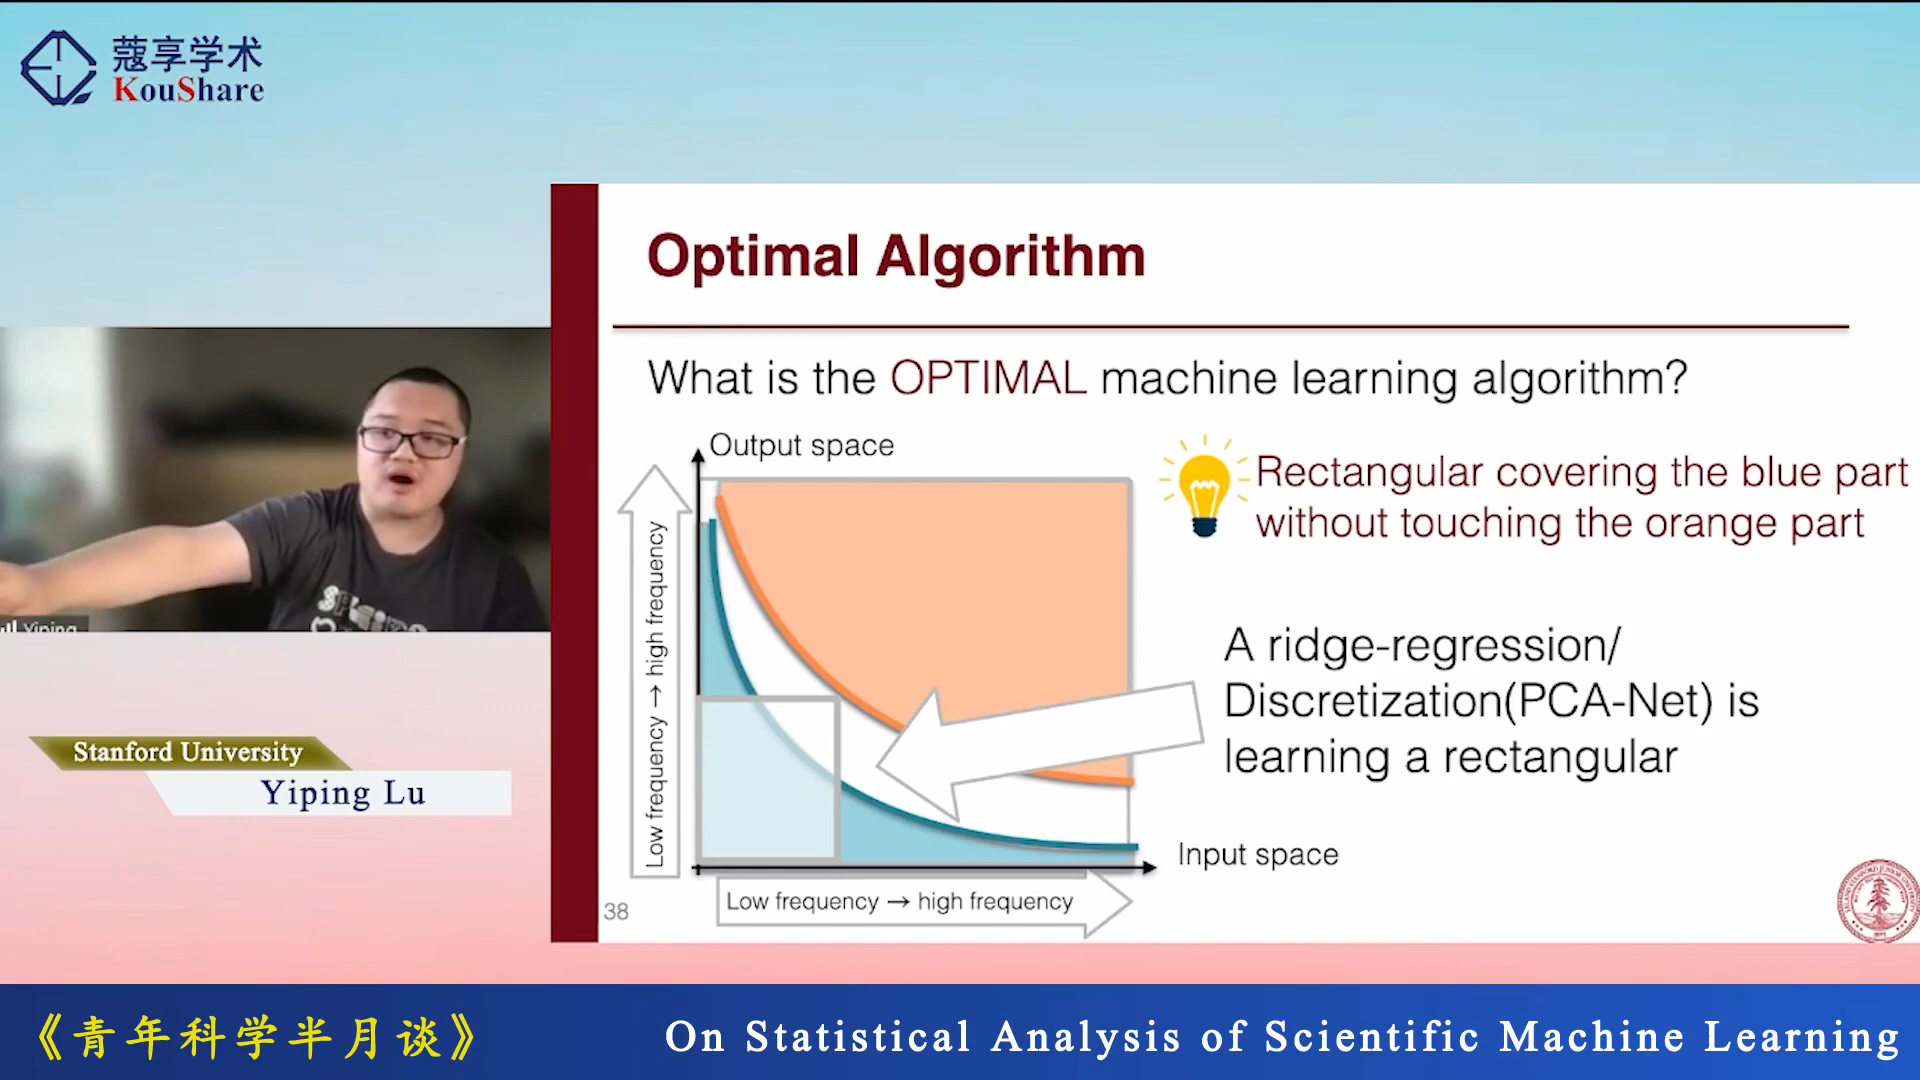 蔻享学术
KouShare
Optimal Algorithm
What is the OPTIMAL machine learning algorithm?
Output space
Rectangular covering the blue part
without touching the orange part
Low frequency → high frequency
A ridge-regression/
Discretization(PCA-Net) is
learning a rectangular
Input space
Low frequency → high frequency
38
Yiping
Stanford University
Yiping Lu
《青年科学半月谈》
On Statistical Analysis of Scientific Machine Learning